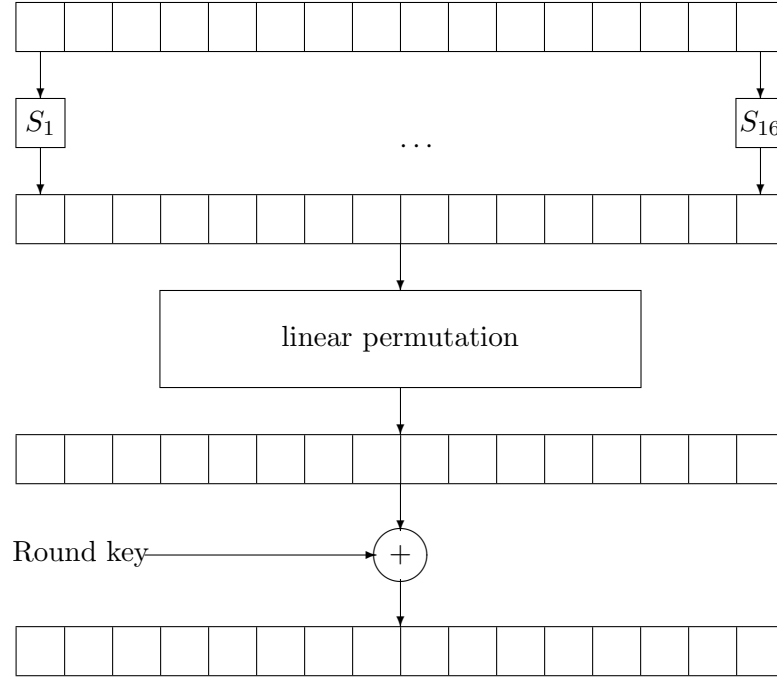 S₁
...
S₁₆
linear permutation
Round key
+